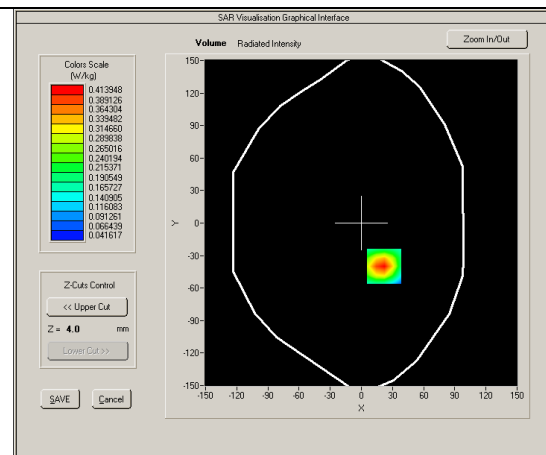 SAR Visualisation Graphical Interface
Volume Radiated Intensity
Zoom In/Out
Colors Scale
(W/kg)
0.413948
0.389126
0.364304
0.339482
0.314660
0.289838
0.265016
0.240194
0.215371
0.190549
0.165727
0.140905
0.116083
0.091261
0.066439
0.041617
Z-Cuts Control
<< Upper Cut
Z = 4.0 mm
Lower Cut >>
SAVE Cancel
150
120
90
60
30
Y 0
-30
-60
-90
-120
-150
-150 -120 -90 -60 -30 0 30 60 90 120 150
X